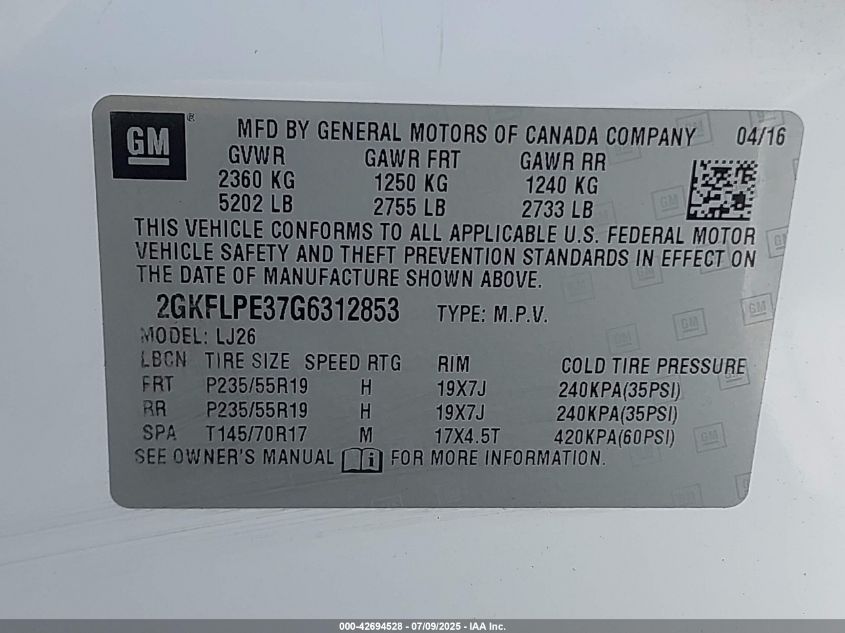 GM ®
MFD BY GENERAL MOTORS OF CANADA COMPANY 04/16
GVWR GAWR FRT GAWR RR
2360 KG 1250 KG 1240 KG
5202 LB 2755 LB 2733 LB
THIS VEHICLE CONFORMS TO ALL APPLICABLE U.S. FEDERAL MOTOR
VEHICLE SAFETY AND THEFT PREVENTION STANDARDS IN EFFECT ON
THE DATE OF MANUFACTURE SHOWN ABOVE.
2GKFLPE37G6312853 TYPE: M.P.V.
MODEL: LJ26
LBCN TIRE SIZE SPEED RTG RIM COLD TIRE PRESSURE
FRT P235/55R19 H 19X7J 240KPA(35PSI)
RR P235/55R19 H 19X7J 240KPA(35PSI)
SPA T145/70R17 M 17X4.5T 420KPA(60PSI)
SEE OWNER'S MANUAL i FOR MORE INFORMATION.
000-42694528 - 07/09/2025 - IAA Inc.